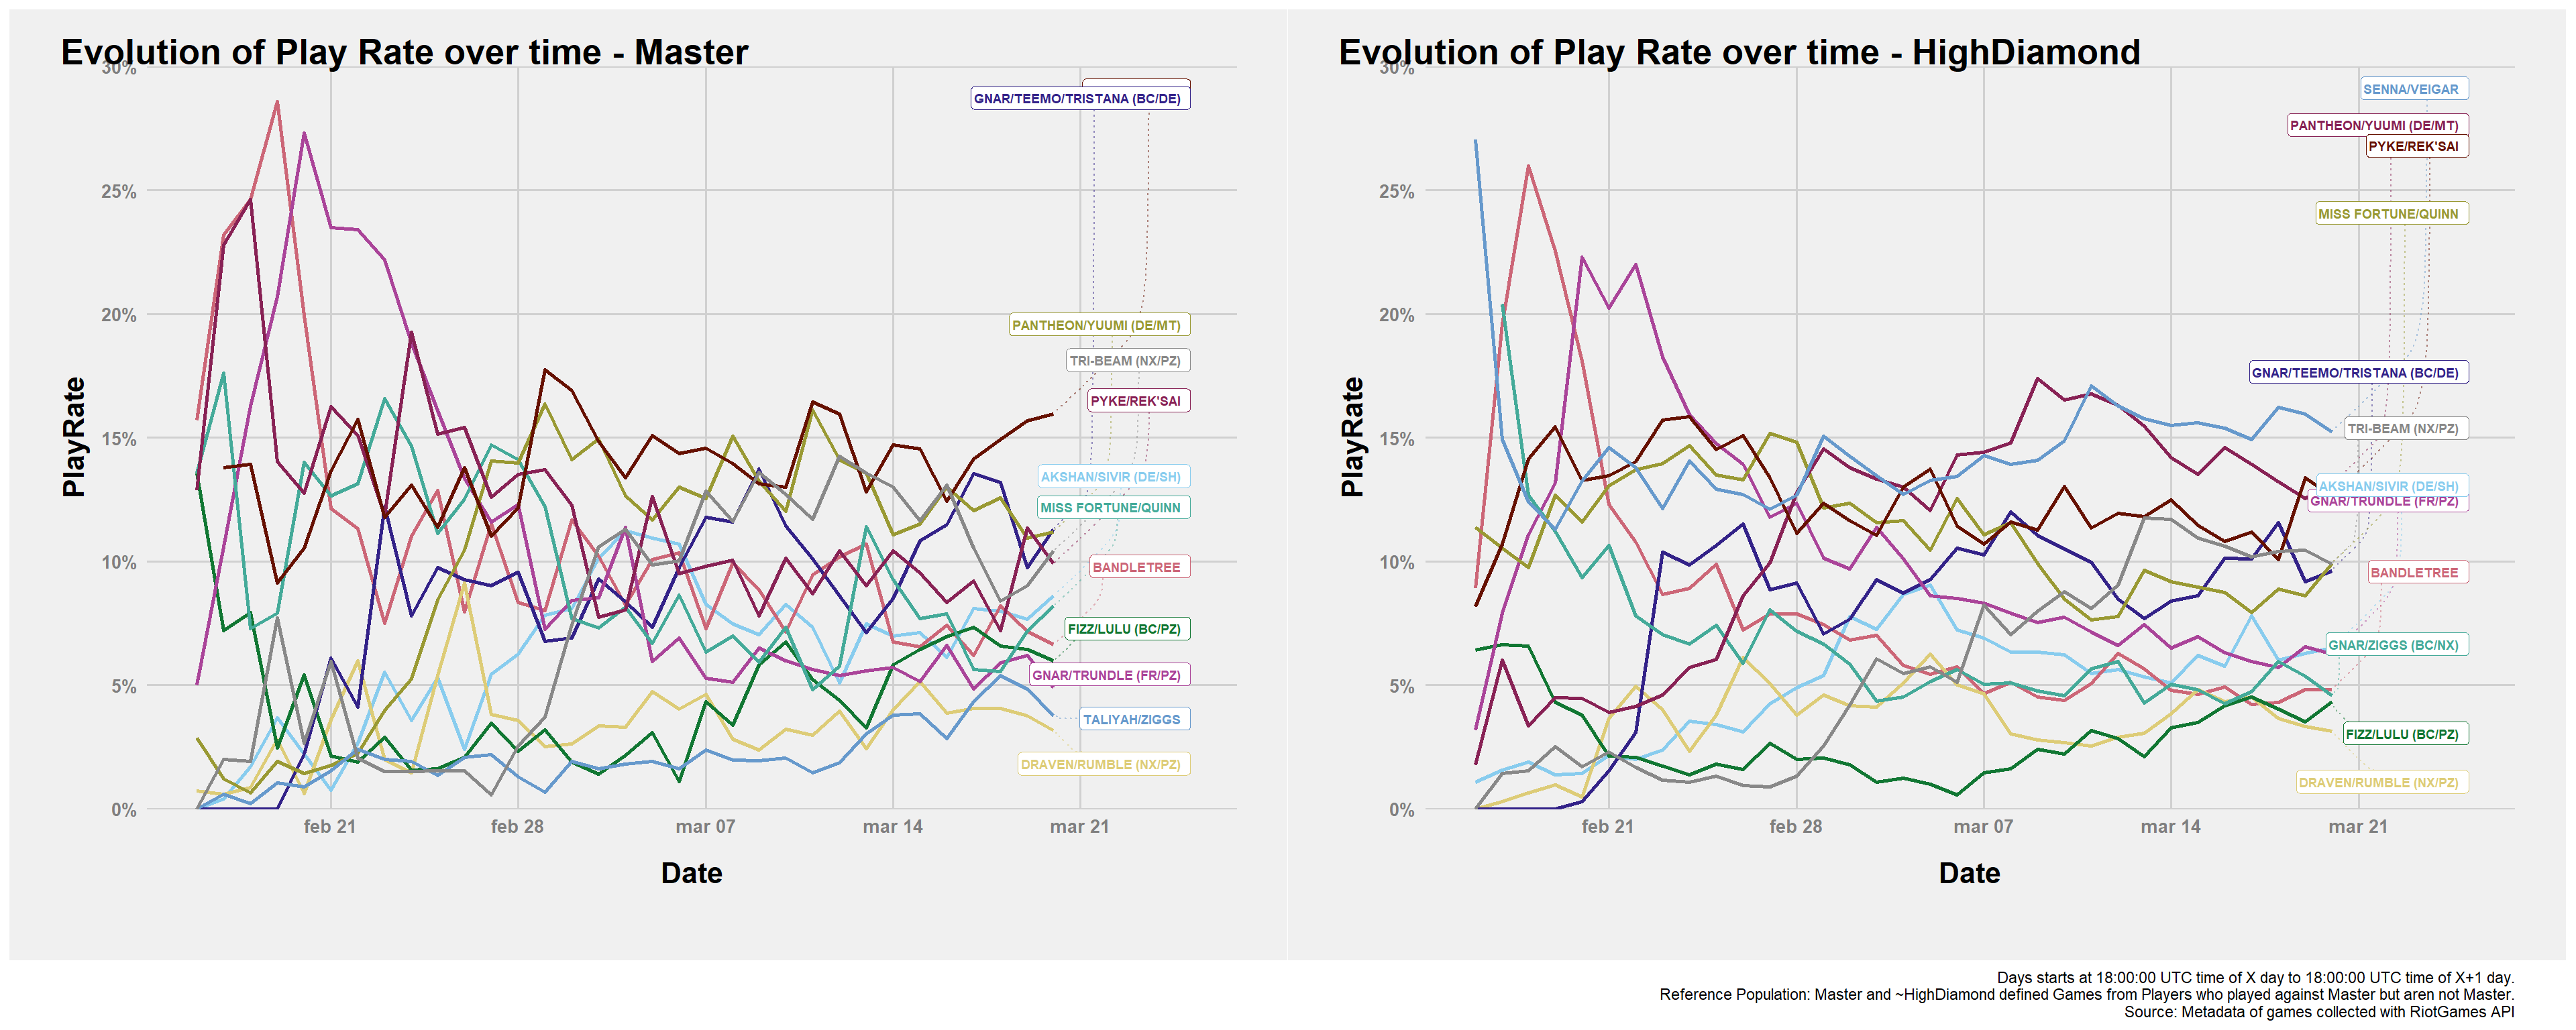 Evolution of Play Rate over time - Master
30%
25%
20%
15%
10%
5%
0%
PlayRate
GNAR/TEEMO/TRISTANA (BC/DE)
PANTHEON/YUUMI (DE/MT)
TRI-BEAM (NX/PZ)
PYKE/REK'SAI
AKSHAN/SIVIR (DE/SH)
MISS FORTUNE/QUINN
BANDLETREE
FIZZ/LULU (BC/PZ)
GNAR/TRUNDLE (FR/PZ)
TALIYAH/ZIGGS
DRAVEN/RUMBLE (NX/PZ)
feb 21
feb 28
mar 07
mar 14
mar 21
Date
Evolution of Play Rate over time - HighDiamond
30%
25%
20%
15%
10%
5%
0%
PlayRate
SENNA/VEIGAR
PANTHEON/YUUMI (DE/MT)
PYKE/REK'SAI
MISS FORTUNE/QUINN
GNAR/TEEMO/TRISTANA (BC/DE)
TRI-BEAM (NX/PZ)
AKSHAN/SIVIR (DE/SH)
GNAR/TRUNDLE (FR/PZ)
BANDLETREE
GNAR/ZIGGS (BC/NX)
FIZZ/LULU (BC/PZ)
DRAVEN/RUMBLE (NX/PZ)
feb 21
feb 28
mar 07
mar 14
mar 21
Date
Days starts at 18:00:00 UTC time of X day to 18:00:00 UTC time of X+1 day.
Reference Population: Master and ~HighDiamond defined Games from Players who played against Master but aren not Master.
Source: Metadata of games collected with RiotGames API